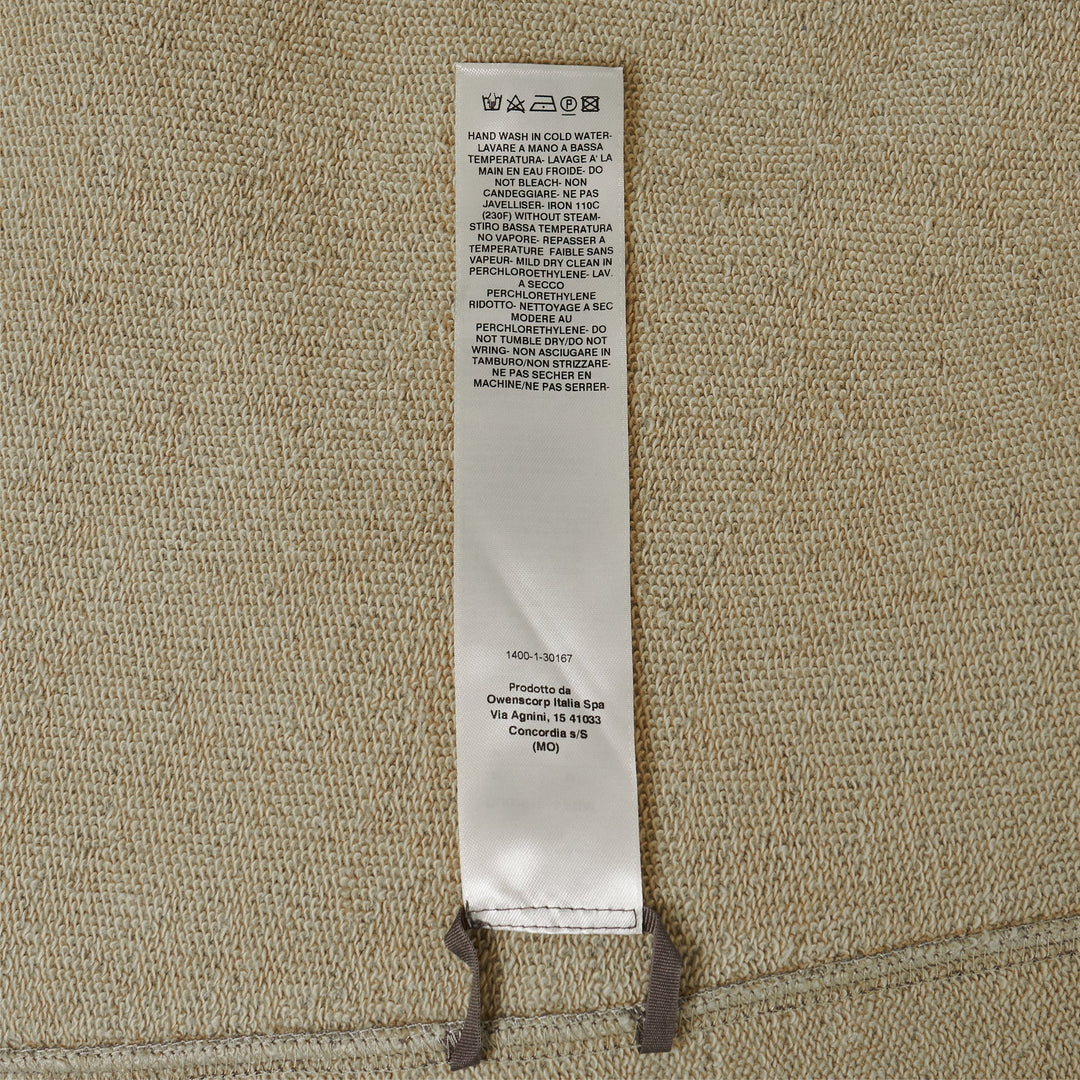 HAND WASH IN COLD WATER-
LAVARE A MANO A BASSA
TEMPERATURA- LAVAGE A' LA
MAIN EN EAU FROIDE- DO
NOT BLEACH- NON
CANDEGGIARE- NE PAS
JAVELLISER- IRON 110C
(230F) WITHOUT STEAM-
STIRO BASSA TEMPERATURA
NO VAPORE- REPASSER A
TEMPERATURE FAIBLE SANS
VAPEUR- MILD DRY CLEAN IN
PERCHLOROETHYLENE- LAV.
A SECCO
PERCHLORETHYLENE
RIDOTTO- NETTOYAGE A SEC
MODERE AU
PERCHLORETHYLENE- DO
NOT TUMBLE DRY/DO NOT
WRING- NON ASCIUGARE IN
TAMBURO/NON STRIZZARE-
NE PAS SECHER EN
MACHINE/NE PAS SERRER-
1400-1-30167
Prodotto da
Owenscorp Italia Spa
Via Agnini, 15 41033
Concordia s/S
(MO)